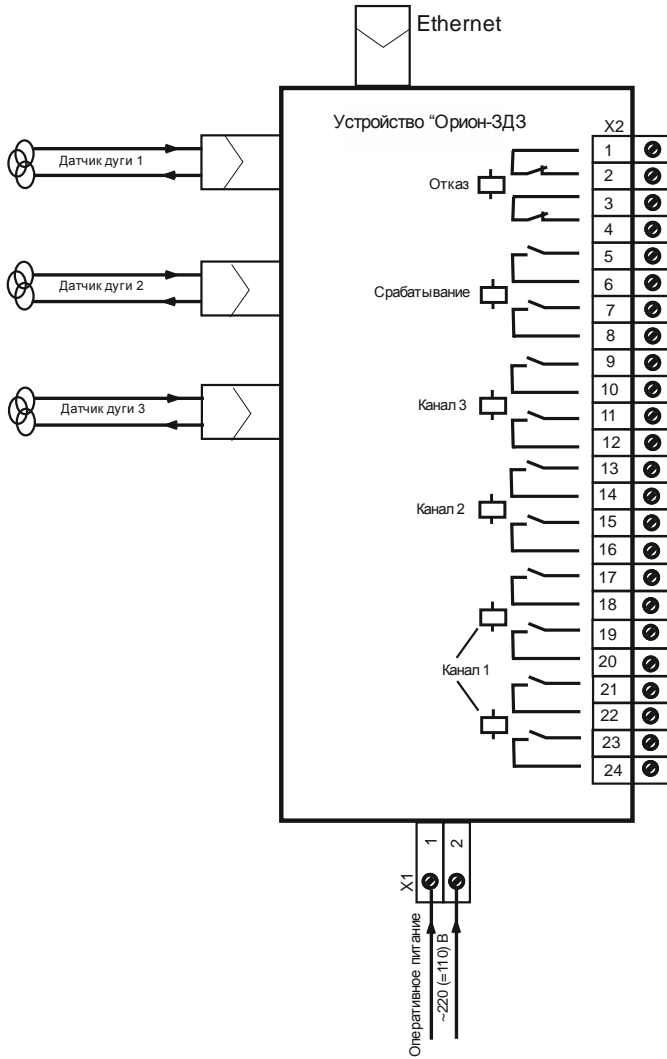 Ethernet
Устройство “Орион-ЗДЗ
X2
Датчик дуги 1
Датчик дуги 2
Датчик дуги 3
Отказ
Срабатывание
Канал 3
Канал 2
Канал 1
1
2
3
4
5
6
7
8
9
10
11
12
13
14
15
16
17
18
19
20
21
22
23
24
X1
1
2
Оперативное питание
~220 (=110) В